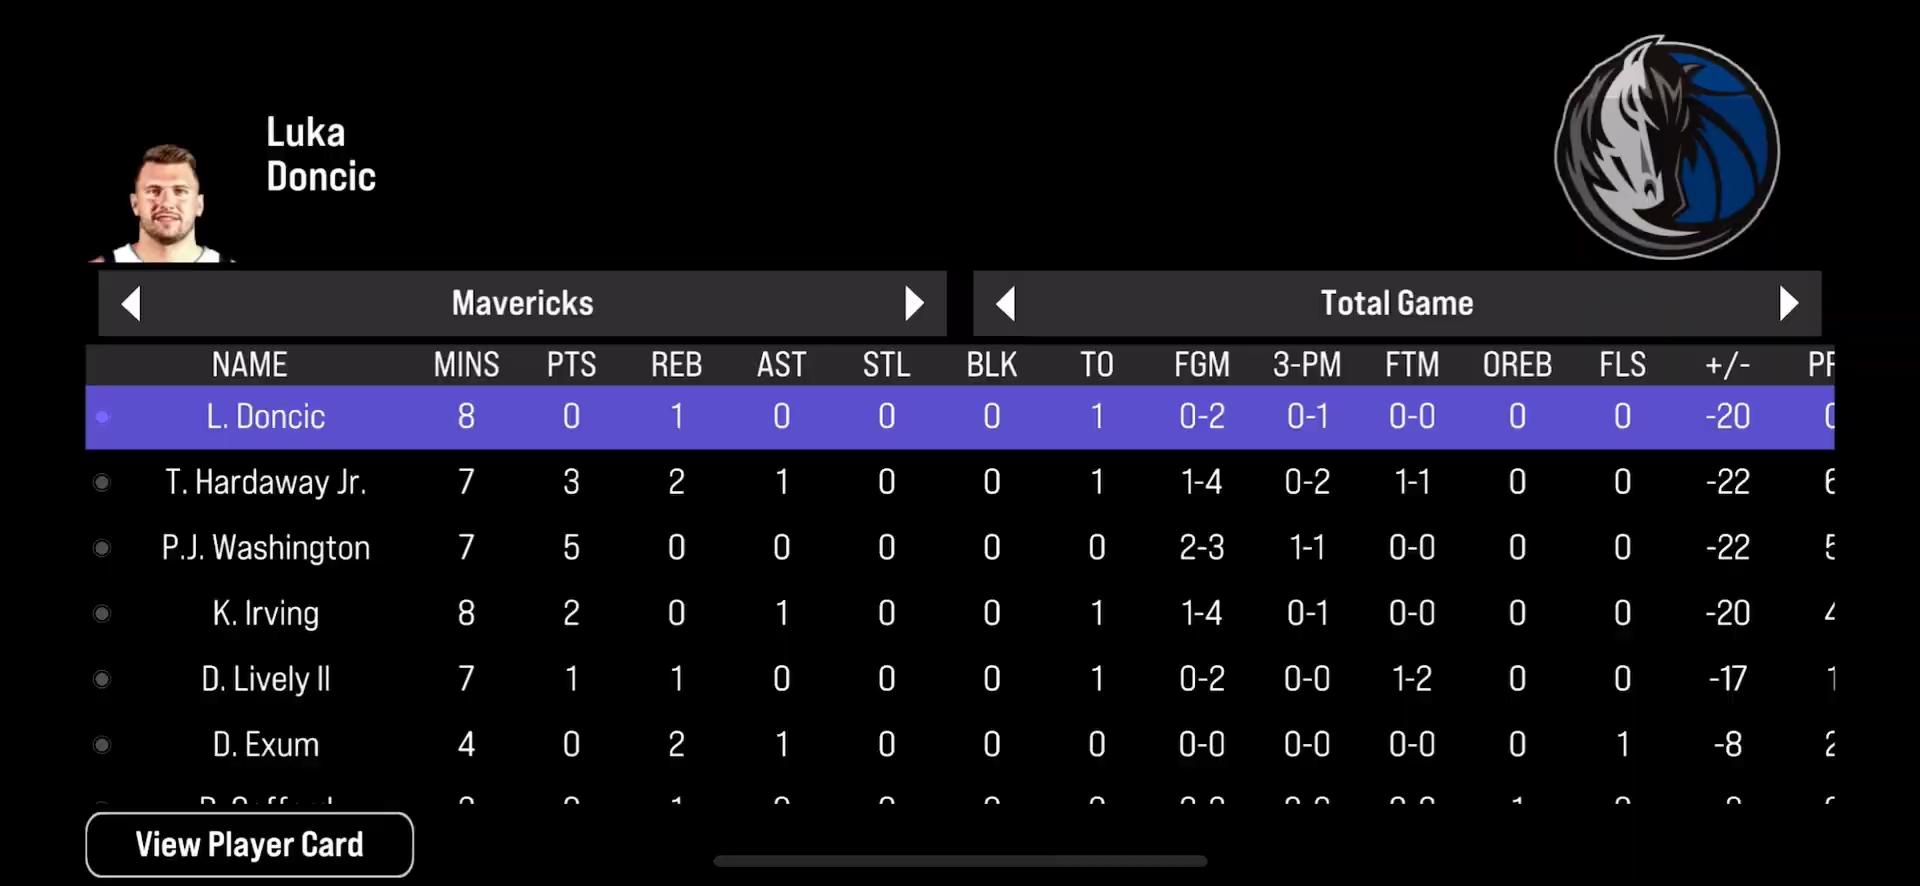 Luka
Doncic
Mavericks Total Game
NAME MINS PTS REB AST STL BLK TO FGM 3-PM FTM OREB FLS +/-
L. Doncic 8 0 1 0 0 0 1 0-2 0-1 0-0 0 0 -20
T. Hardaway Jr. 7 3 2 1 0 0 1 1-4 0-2 1-1 0 0 -22
P.J. Washington 7 5 0 0 0 0 0 2-3 1-1 0-0 0 0 -22
K. Irving 8 2 0 1 0 0 1 1-4 0-1 0-0 0 0 -20
D. Lively II 7 1 1 0 0 0 1 0-2 0-0 1-2 0 0 -17
D. Exum 4 0 2 1 0 0 0 0-0 0-0 0-0 0 1 -8
View Player Card